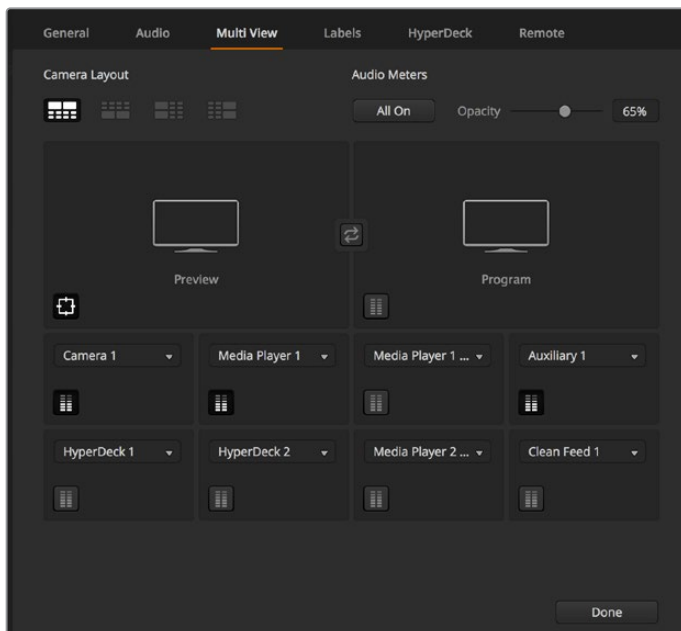 General Audio Multi View Labels HyperDeck Remote
Camera Layout Audio Meters
All On Opacity 65%
Preview Program
Camera 1 Media Player 1 Media Player 1 ... Auxiliary 1
HyperDeck 1 HyperDeck 2 Media Player 2 ... Clean Feed 1
Done